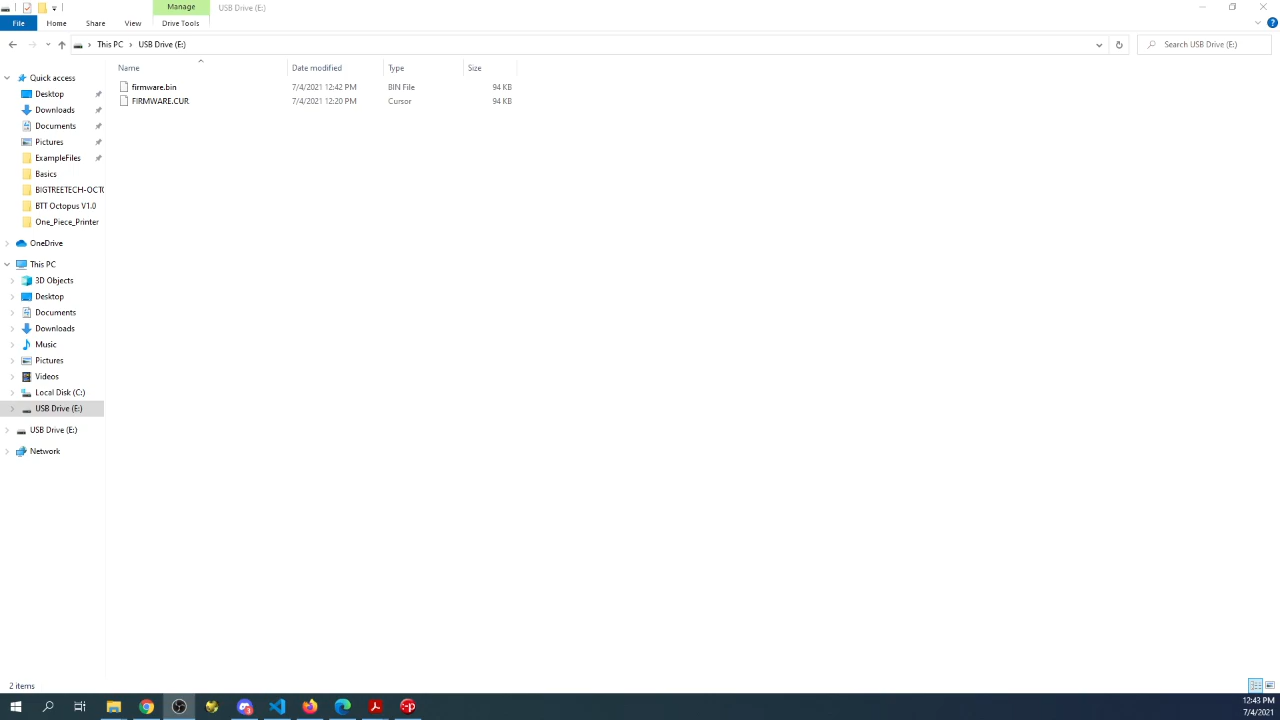 Manage
USB Drive (E:)
File
Home
Share
View
Drive Tools
This PC
USB Drive (E:)
Search USB Drive (E:)
Name
Date modified
Type
Size
firmware.bin
7/4/2021 12:42 PM
BIN File
94 KB
FIRMWARE.CUR
7/4/2021 12:20 PM
Cursor
94 KB
Quick access
Desktop
Downloads
Documents
Pictures
ExampleFiles
Basics
BIGTREETECH-OCTO
BTT Octopus V1.0
One_Piece_Printer
OneDrive
This PC
3D Objects
Desktop
Documents
Downloads
Music
Pictures
Videos
Local Disk (C:)
USB Drive (E:)
USB Drive (E:)
Network
2 items
12:43 PM
7/4/2021